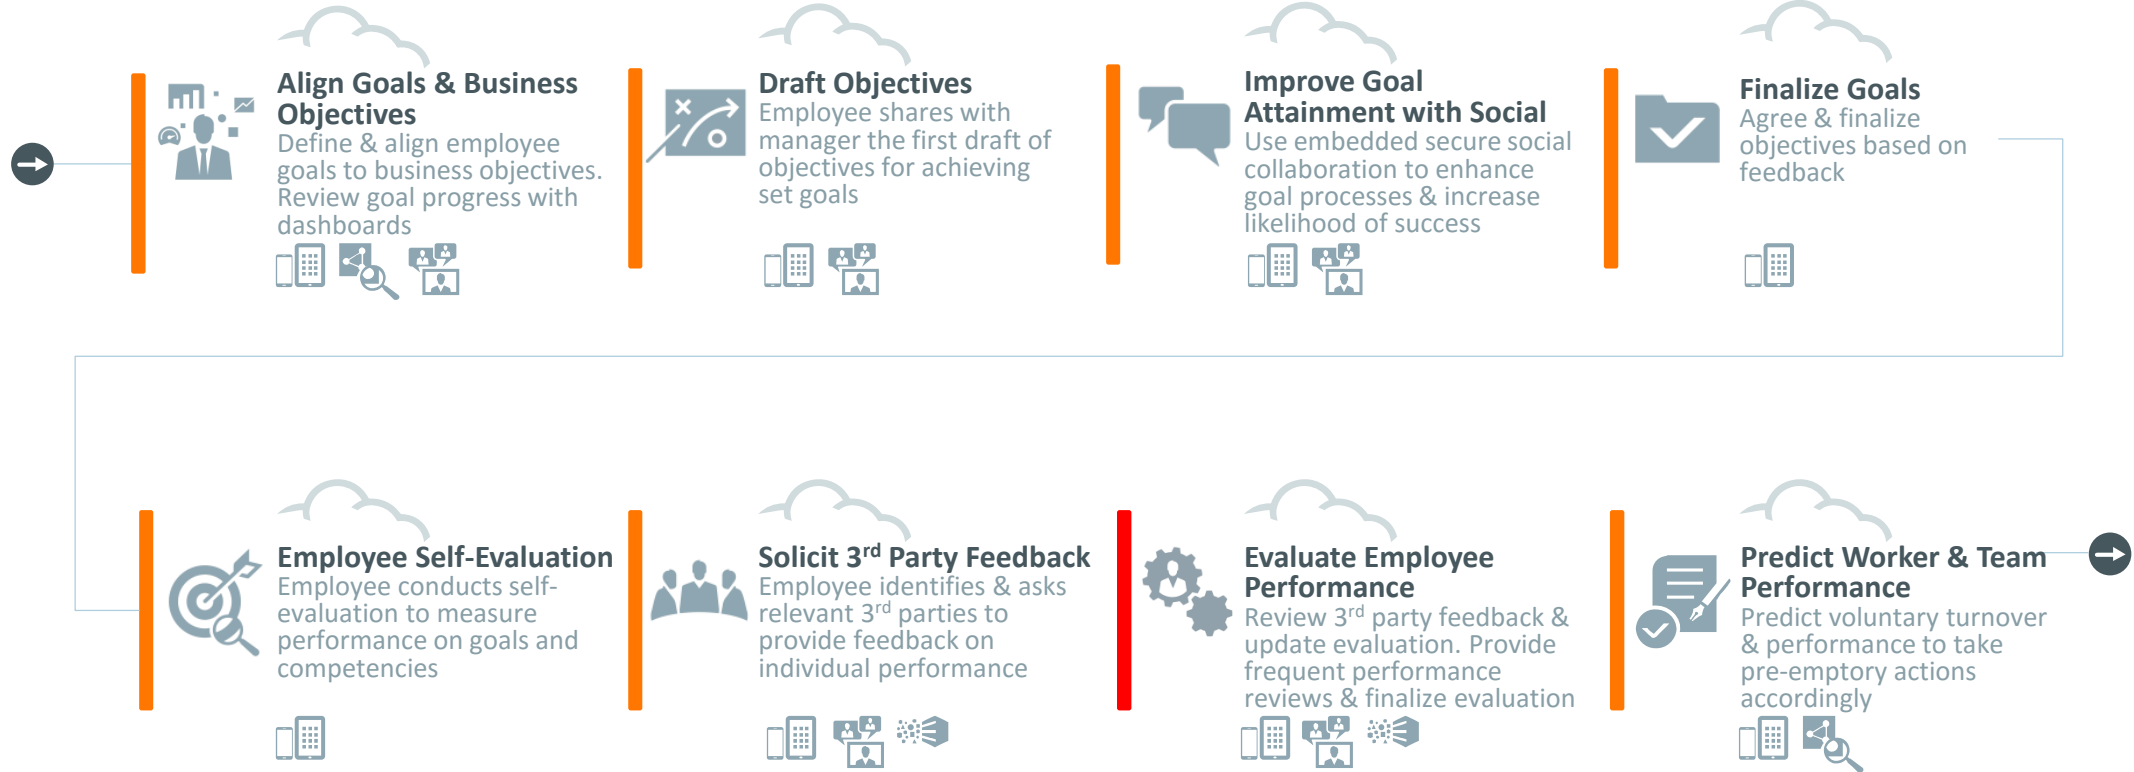 Align Goals & Business
Objectives
Define & align employee
goals to business objectives.
Review goal progress with
dashboards
Draft Objectives
Employee shares with
manager the first draft of
objectives for achieving
set goals
Improve Goal
Attainment with Social
Use embedded secure social
collaboration to enhance
goal processes & increase
likelihood of success
Finalize Goals
Agree & finalize
objectives based on
feedback
Employee Self-Evaluation
Employee conducts self-
evaluation to measure
performance on goals and
competencies
Solicit 3rd Party Feedback
Employee identifies & asks
relevant 3rd parties to
provide feedback on
individual performance
Evaluate Employee
Performance
Review 3rd party feedback &
update evaluation. Provide
frequent performance
reviews & finalize evaluation
Predict Worker & Team
Performance
Predict voluntary turnover
& performance to take
pre-emptory actions
accordingly